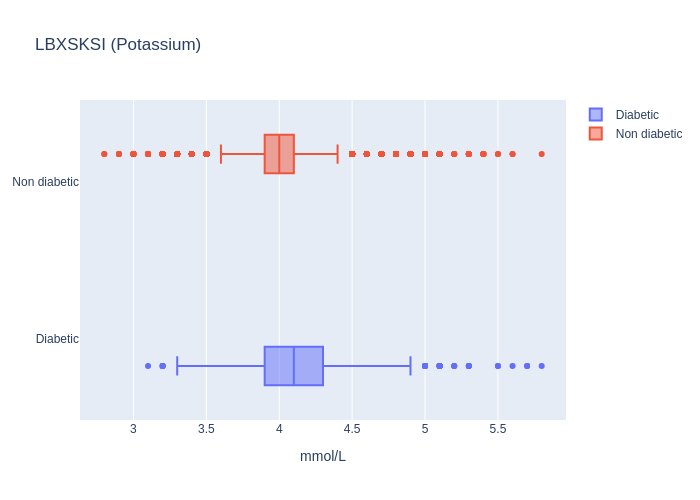 LBXSKSI (Potassium)
Diabetic
Non diabetic
Non diabetic
Diabetic
3
3.5
4
4.5
5
5.5
mmol/L